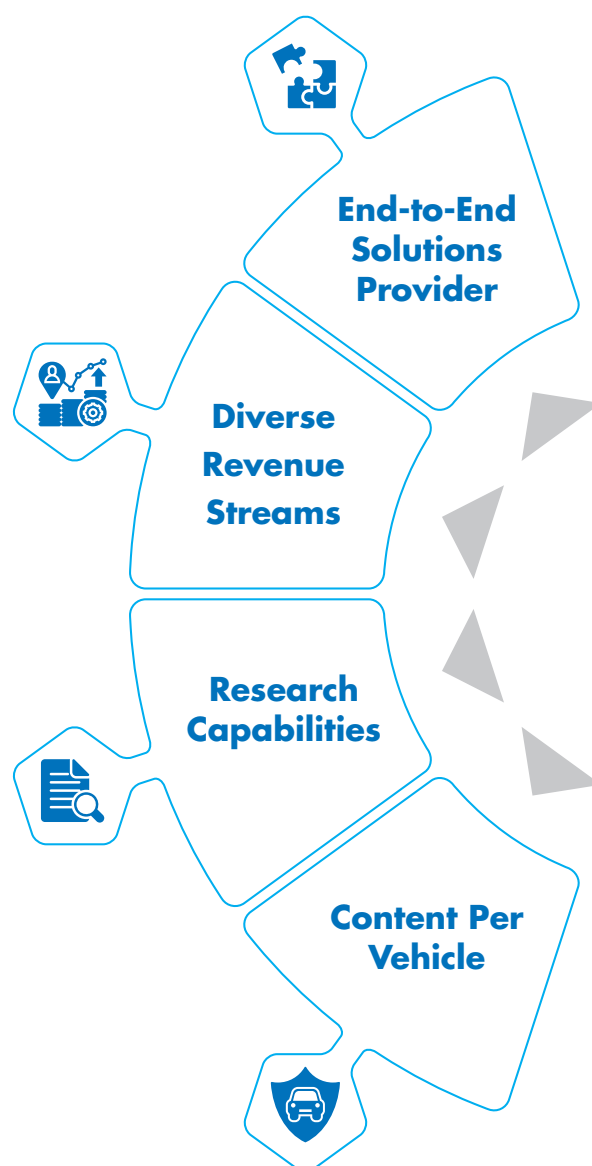 End-to-End
Solutions
Provider
Diverse
Revenue
Streams
Research
Capabilities
Content Per
Vehicle